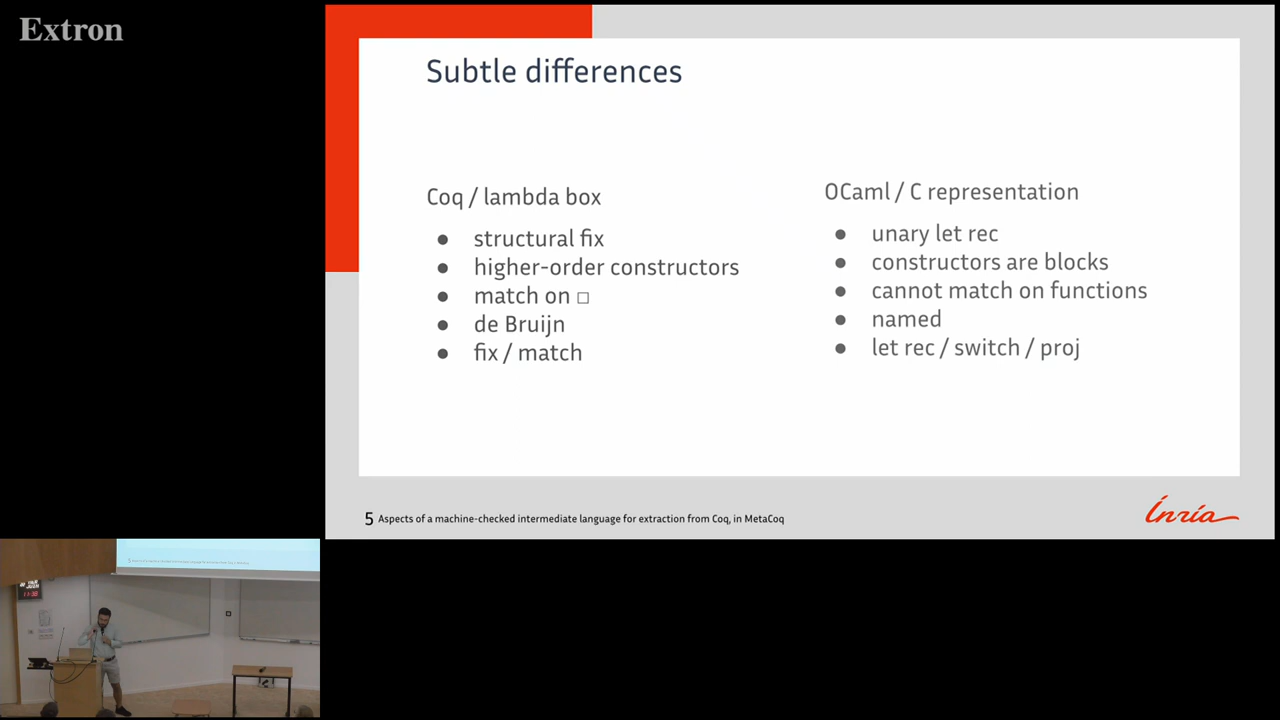 Extron
Subtle differences
Coq / lambda box
● structural fix
● higher-order constructors
● match on □
● de Bruijn
● fix / match
OCaml / C representation
● unary let rec
● constructors are blocks
● cannot match on functions
● named
● let rec / switch / proj
5 Aspects of a machine-checked intermediate language for extraction from Coq, in MetaCoq
Inria
11:38